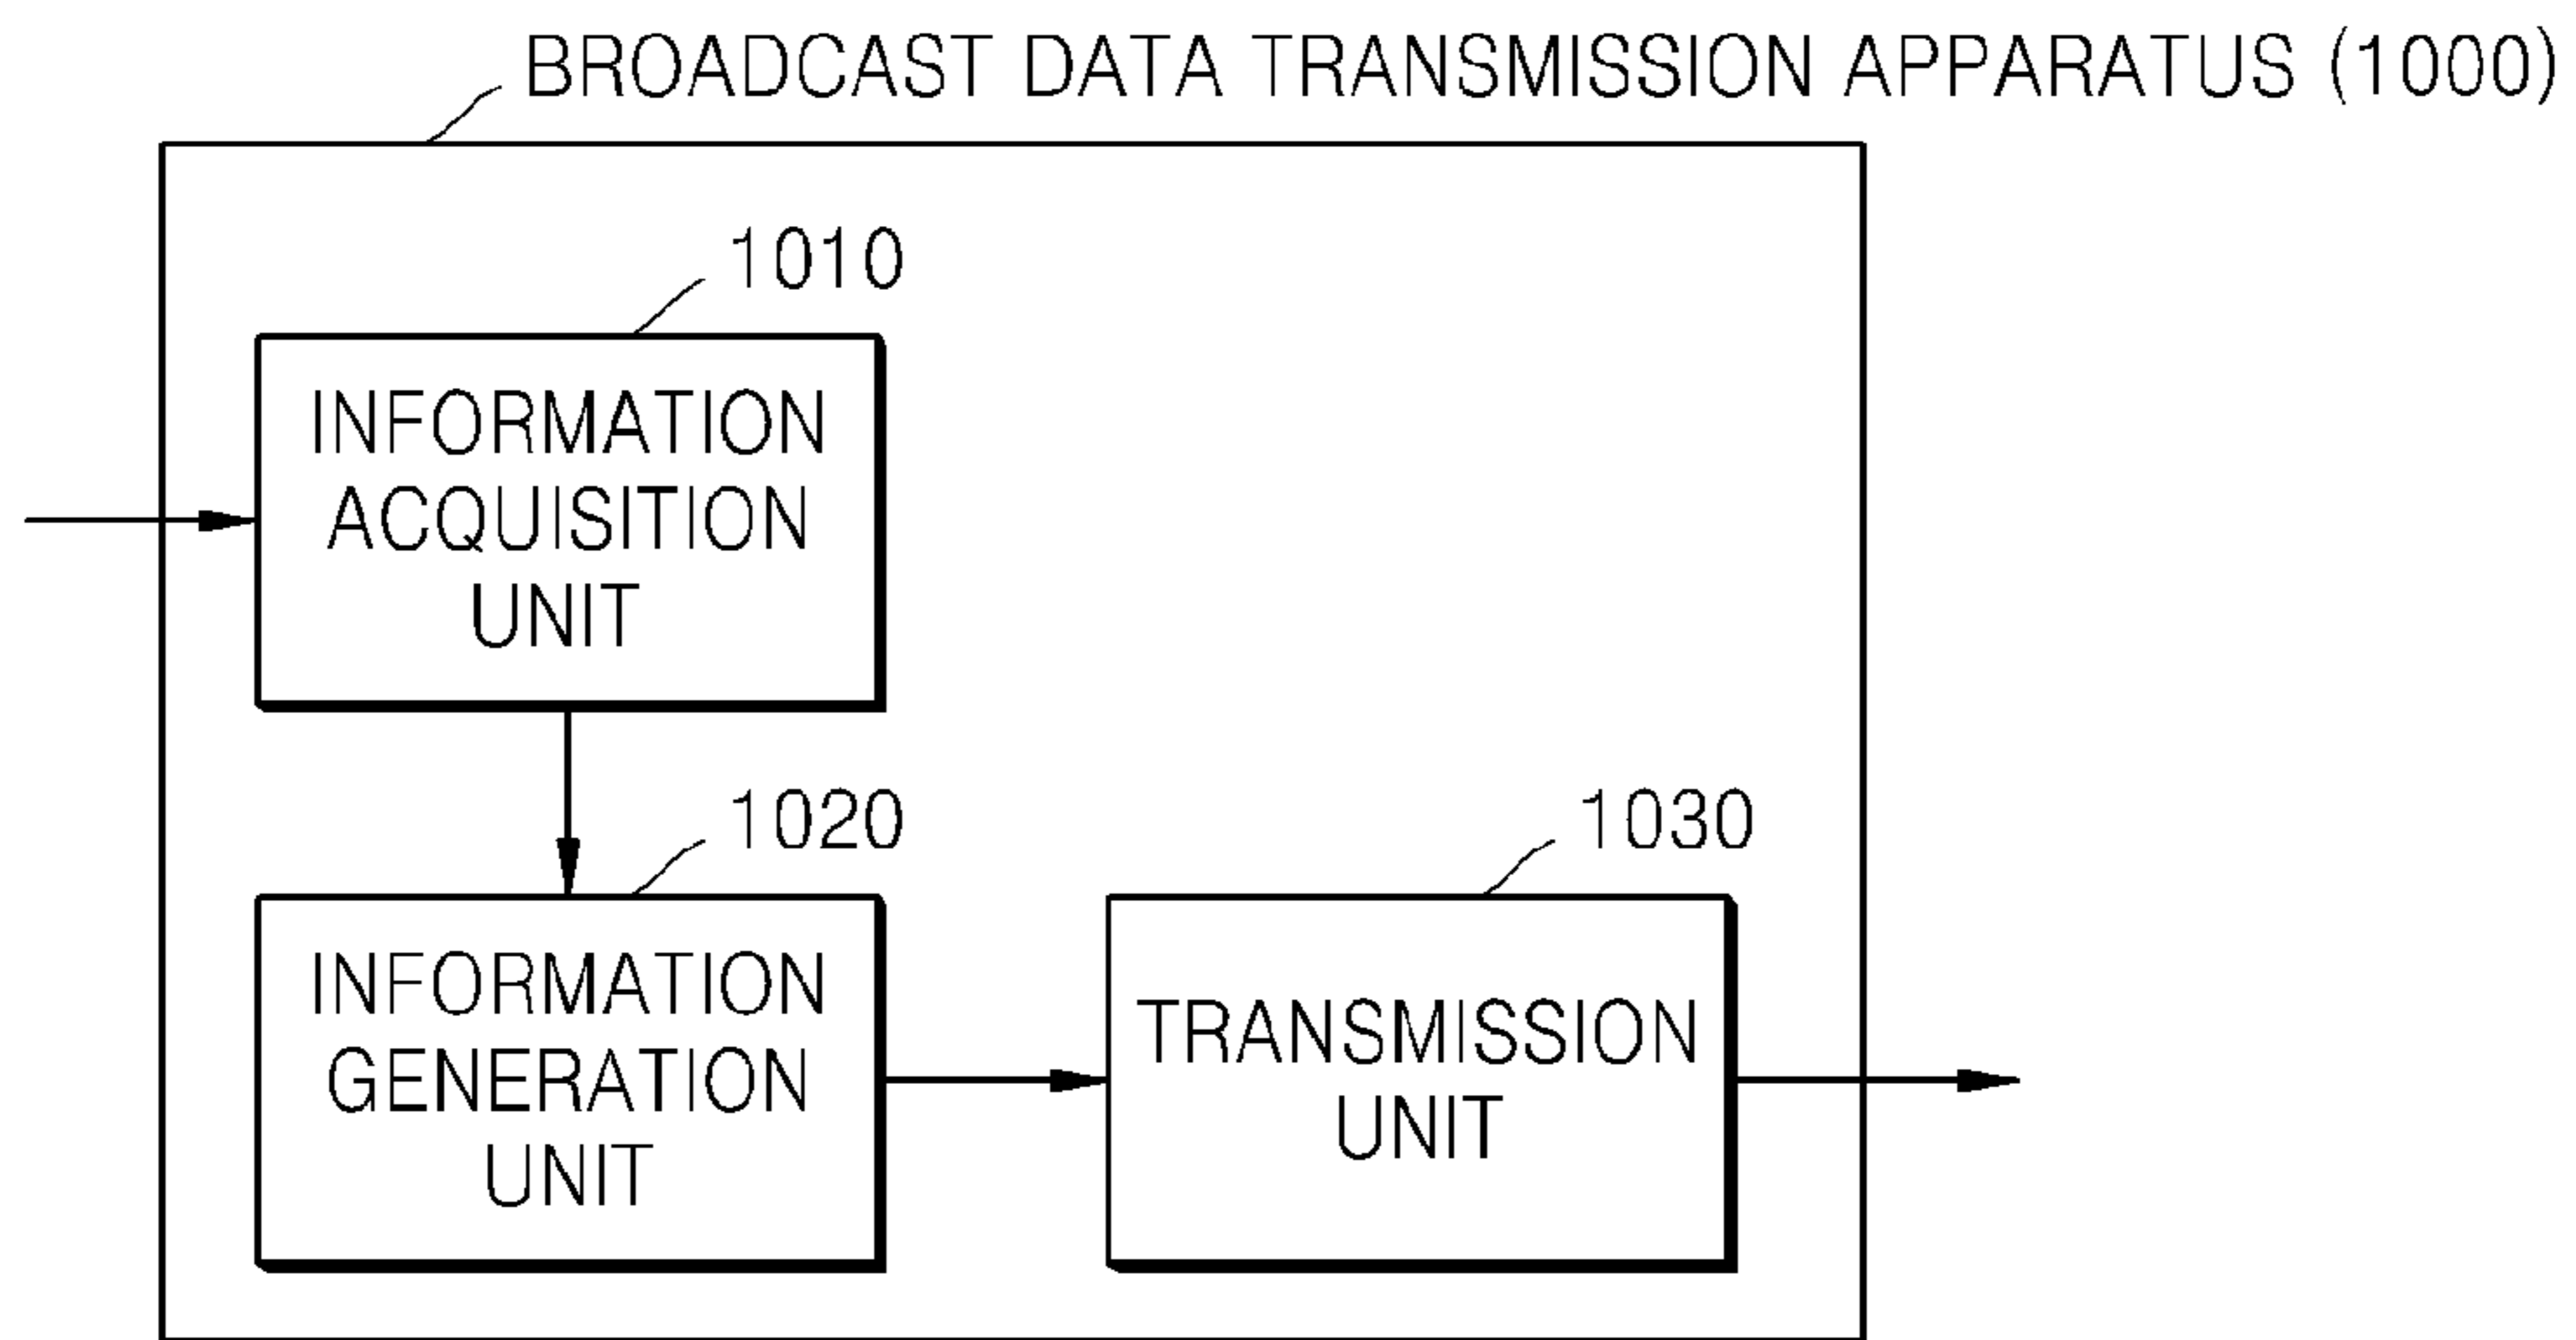 BROADCAST DATA TRANSMISSION APPARATUS (1000)
1010
INFORMATION
ACQUISITION
UNIT
1020
INFORMATION
GENERATION
UNIT
1030
TRANSMISSION
UNIT